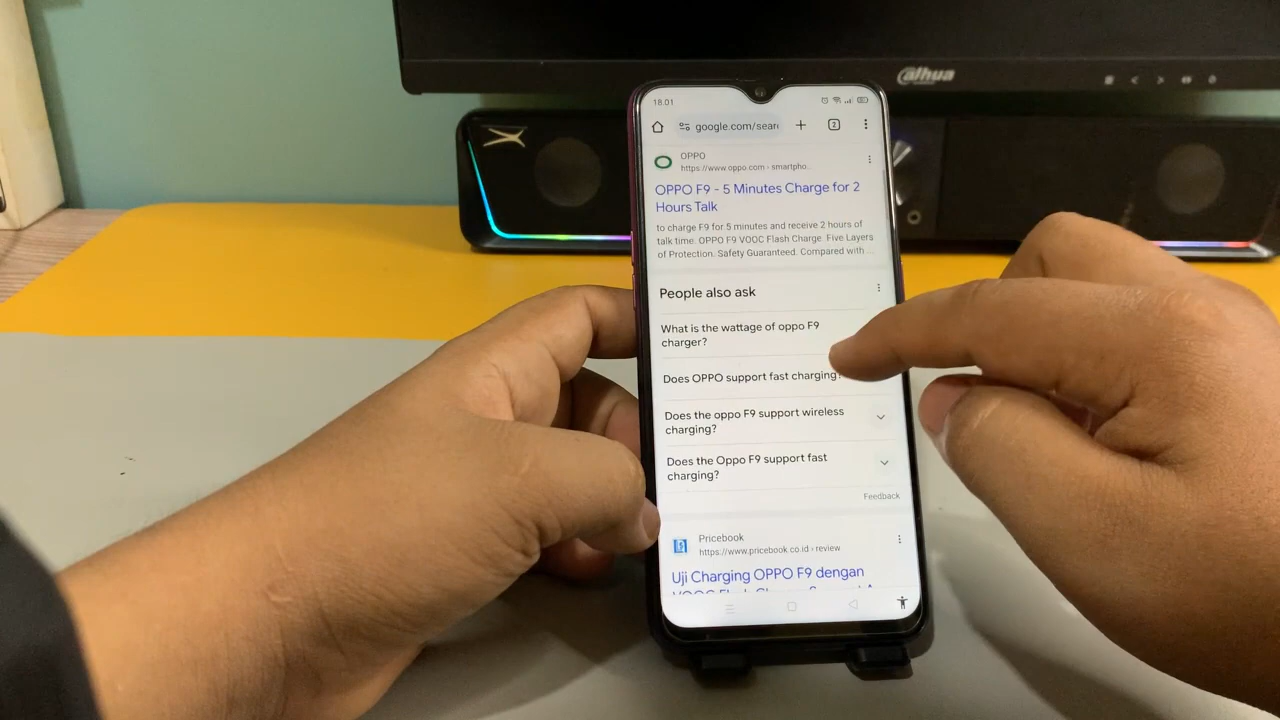 alhua
18.01
google.com/sear
2
OPPO
https://www.oppo.com › smartpho...
OPPO F9 - 5 Minutes Charge for 2
Hours Talk
to charge F9 for 5 minutes and receive 2 hours of
talk time. OPPO F9 VOOC Flash Charge. Five Layers
of Protection. Safety Guaranteed. Compared with ...
People also ask
What is the wattage of oppo F9
charger?
Does OPPO support fast charging?
Does the oppo F9 support wireless
charging?
Does the Oppo F9 support fast
charging?
Feedback
Pricebook
https://www.pricebook.co.id › review
Uji Charging OPPO F9 dengan